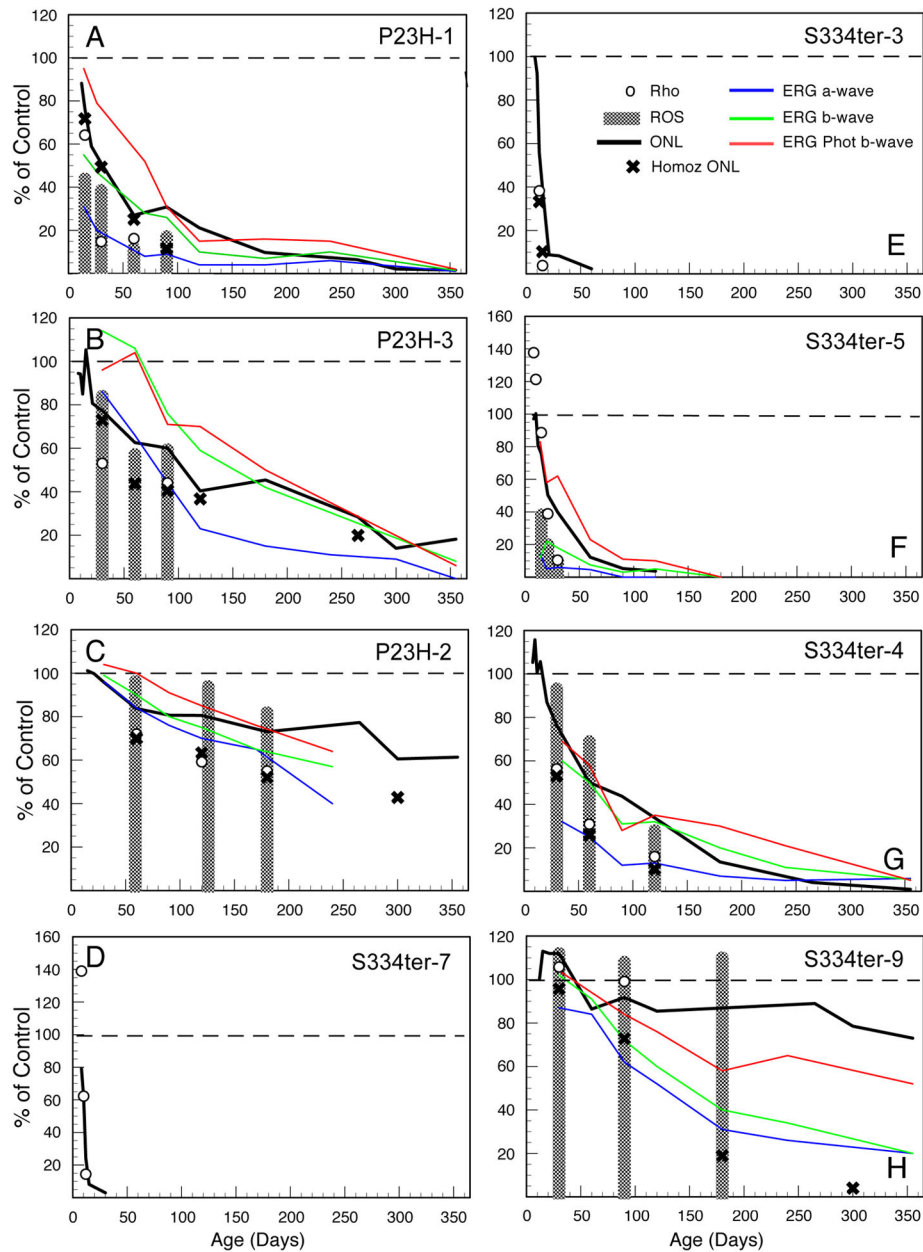 A
P23H-1
% of Control
120
100
80
60
40
20
0
0 50 100 150 200 250 300 350
E
S334ter-3
Rho
ROS
ONL
Homoz ONL
ERG a-wave
ERG b-wave
ERG Phot b-wave
120
100
80
60
40
20
0 50 100 150 200 250 300 350
B
P23H-3
% of Control
120
100
80
60
40
20
0 50 100 150 200 250 300 350
F
S334ter-5
160
140
120
100
80
60
40
20
0
0 50 100 150 200 250 300 350
C
P23H-2
% of Control
120
100
80
60
40
20
0 50 100 150 200 250 300 350
G
S334ter-4
120
100
80
60
40
20
0 50 100 150 200 250 300 350
D
S334ter-7
% of Control
160
140
120
100
80
60
40
20
0 50 100 150 200 250 300 350
Age (Days)
H
S334ter-9
120
100
80
60
40
20
0 50 100 150 200 250 300 350
Age (Days)